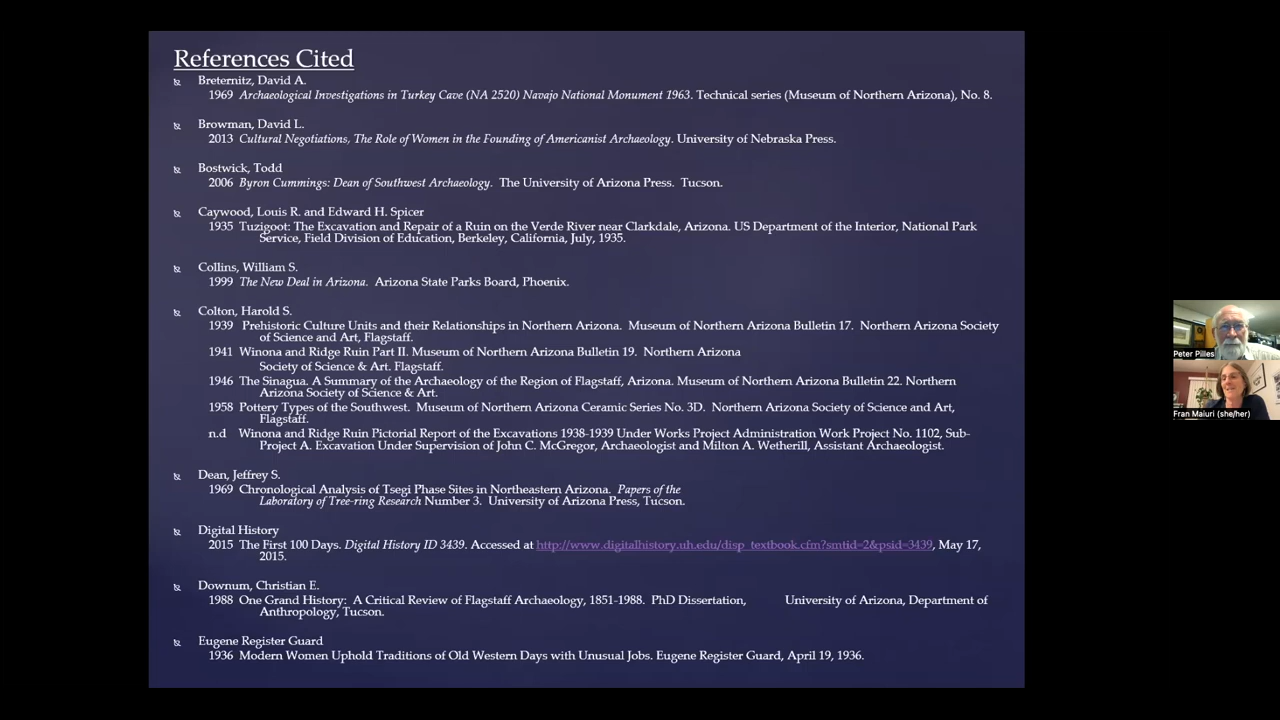 References Cited
Breternitz, David A.
1969 Archaeological Investigations in Turkey Cave (NA 2520) Navajo National Monument 1963. Technical series (Museum of Northern Arizona), No. 8.
Browman, David L.
2013 Cultural Negotiations, The Role of Women in the Founding of Americanist Archaeology. University of Nebraska Press.
Bostwick, Todd
2006 Byron Cummings: Dean of Southwest Archaeology. The University of Arizona Press. Tucson.
Caywood, Louis R. and Edward H. Spicer
1935 Tuzigoot: The Excavation and Repair of a Ruin on the Verde River near Clarkdale, Arizona. US Department of the Interior, National Park
Service, Field Division of Education, Berkeley, California, July, 1935.
Collins, William S.
1999 The New Deal in Arizona. Arizona State Parks Board, Phoenix.
Colton, Harold S.
1939 Prehistoric Culture Units and their Relationships in Northern Arizona. Museum of Northern Arizona Bulletin 17. Northern Arizona Society
of Science and Art, Flagstaff.
1941 Winona and Ridge Ruin Part II. Museum of Northern Arizona Bulletin 19. Northern Arizona
Society of Science & Art. Flagstaff.
1946 The Sinagua. A Summary of the Archaeology of the Region of Flagstaff, Arizona. Museum of Northern Arizona Bulletin 22. Northern
Arizona Society of Science & Art.
1958 Pottery Types of the Southwest. Museum of Northern Arizona Ceramic Series No. 3D. Northern Arizona Society of Science and Art,
Flagstaff.
n.d Winona and Ridge Ruin Pictorial Report of the Excavations 1938-1939 Under Works Project Administration Work Project No. 1102, Sub-
Project A. Excavation Under Supervision of John C. McGregor, Archaeologist and Milton A. Wetherill, Assistant Archaeologist.
Dean, Jeffrey S.
1969 Chronological Analysis of Tsegi Phase Sites in Northeastern Arizona. Papers of the
Laboratory of Tree-ring Research Number 3. University of Arizona Press, Tucson.
Digital History
2015 The First 100 Days. Digital History ID 3439. Accessed at http://www.digitalhistory.uh.edu/disp_textbook.cfm?smtid=2&psid=3439, May 17,
2015.
Downum, Christian E.
1988 One Grand History: A Critical Review of Flagstaff Archaeology, 1851-1988. PhD Dissertation, University of Arizona, Department of
Anthropology, Tucson.
Eugene Register Guard
1936 Modern Women Uphold Traditions of Old Western Days with Unusual Jobs. Eugene Register Guard, April 19, 1936.
Peter Pilles
Fran Maiuri (she/her)